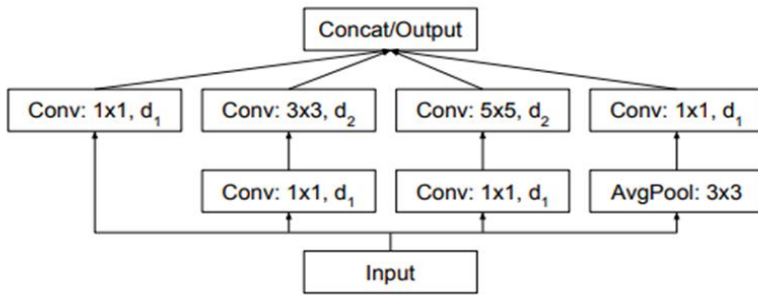 Concat/Output
Conv: 1x1, d₁
Conv: 3x3, d₂
Conv: 5x5, d₂
Conv: 1x1, d₁
Conv: 1x1, d₁
Conv: 1x1, d₁
AvgPool: 3x3
Input